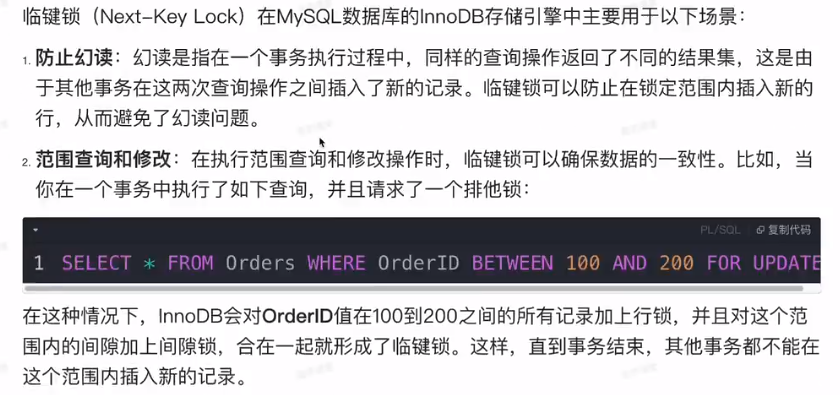 临键锁（Next-Key Lock）在MySQL数据库的InnoDB存储引擎中主要用于以下场景：
1. 防止幻读：幻读是指在一个事务执行过程中，同样的查询操作返回了不同的结果集，这是由
于其他事务在这两次查询操作之间插入了新的记录。临键锁可以防止在锁定范围内插入新的
行，从而避免了幻读问题。
2. 范围查询和修改：在执行范围查询和修改操作时，临键锁可以确保数据的一致性。比如，当
你在一个事务中执行了如下查询，并且请求了一个排他锁：
PL/SQL 复制代码
1 SELECT * FROM Orders WHERE OrderID BETWEEN 100 AND 200 FOR UPDATE
在这种情况下，InnoDB会对OrderID值在100到200之间的所有记录加上行锁，并且对这个范
围内的间隙加上间隙锁，合在一起就形成了临键锁。这样，直到事务结束，其他事务都不能在
这个范围内插入新的记录。